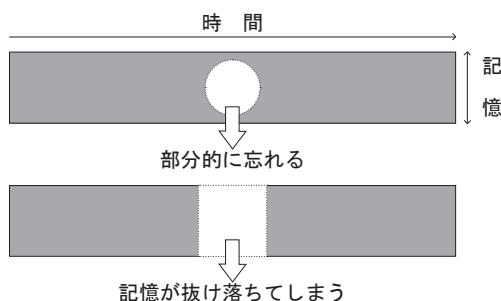 時　間
記
憶
部分的に忘れる
記憶が抜け落ちてしまう